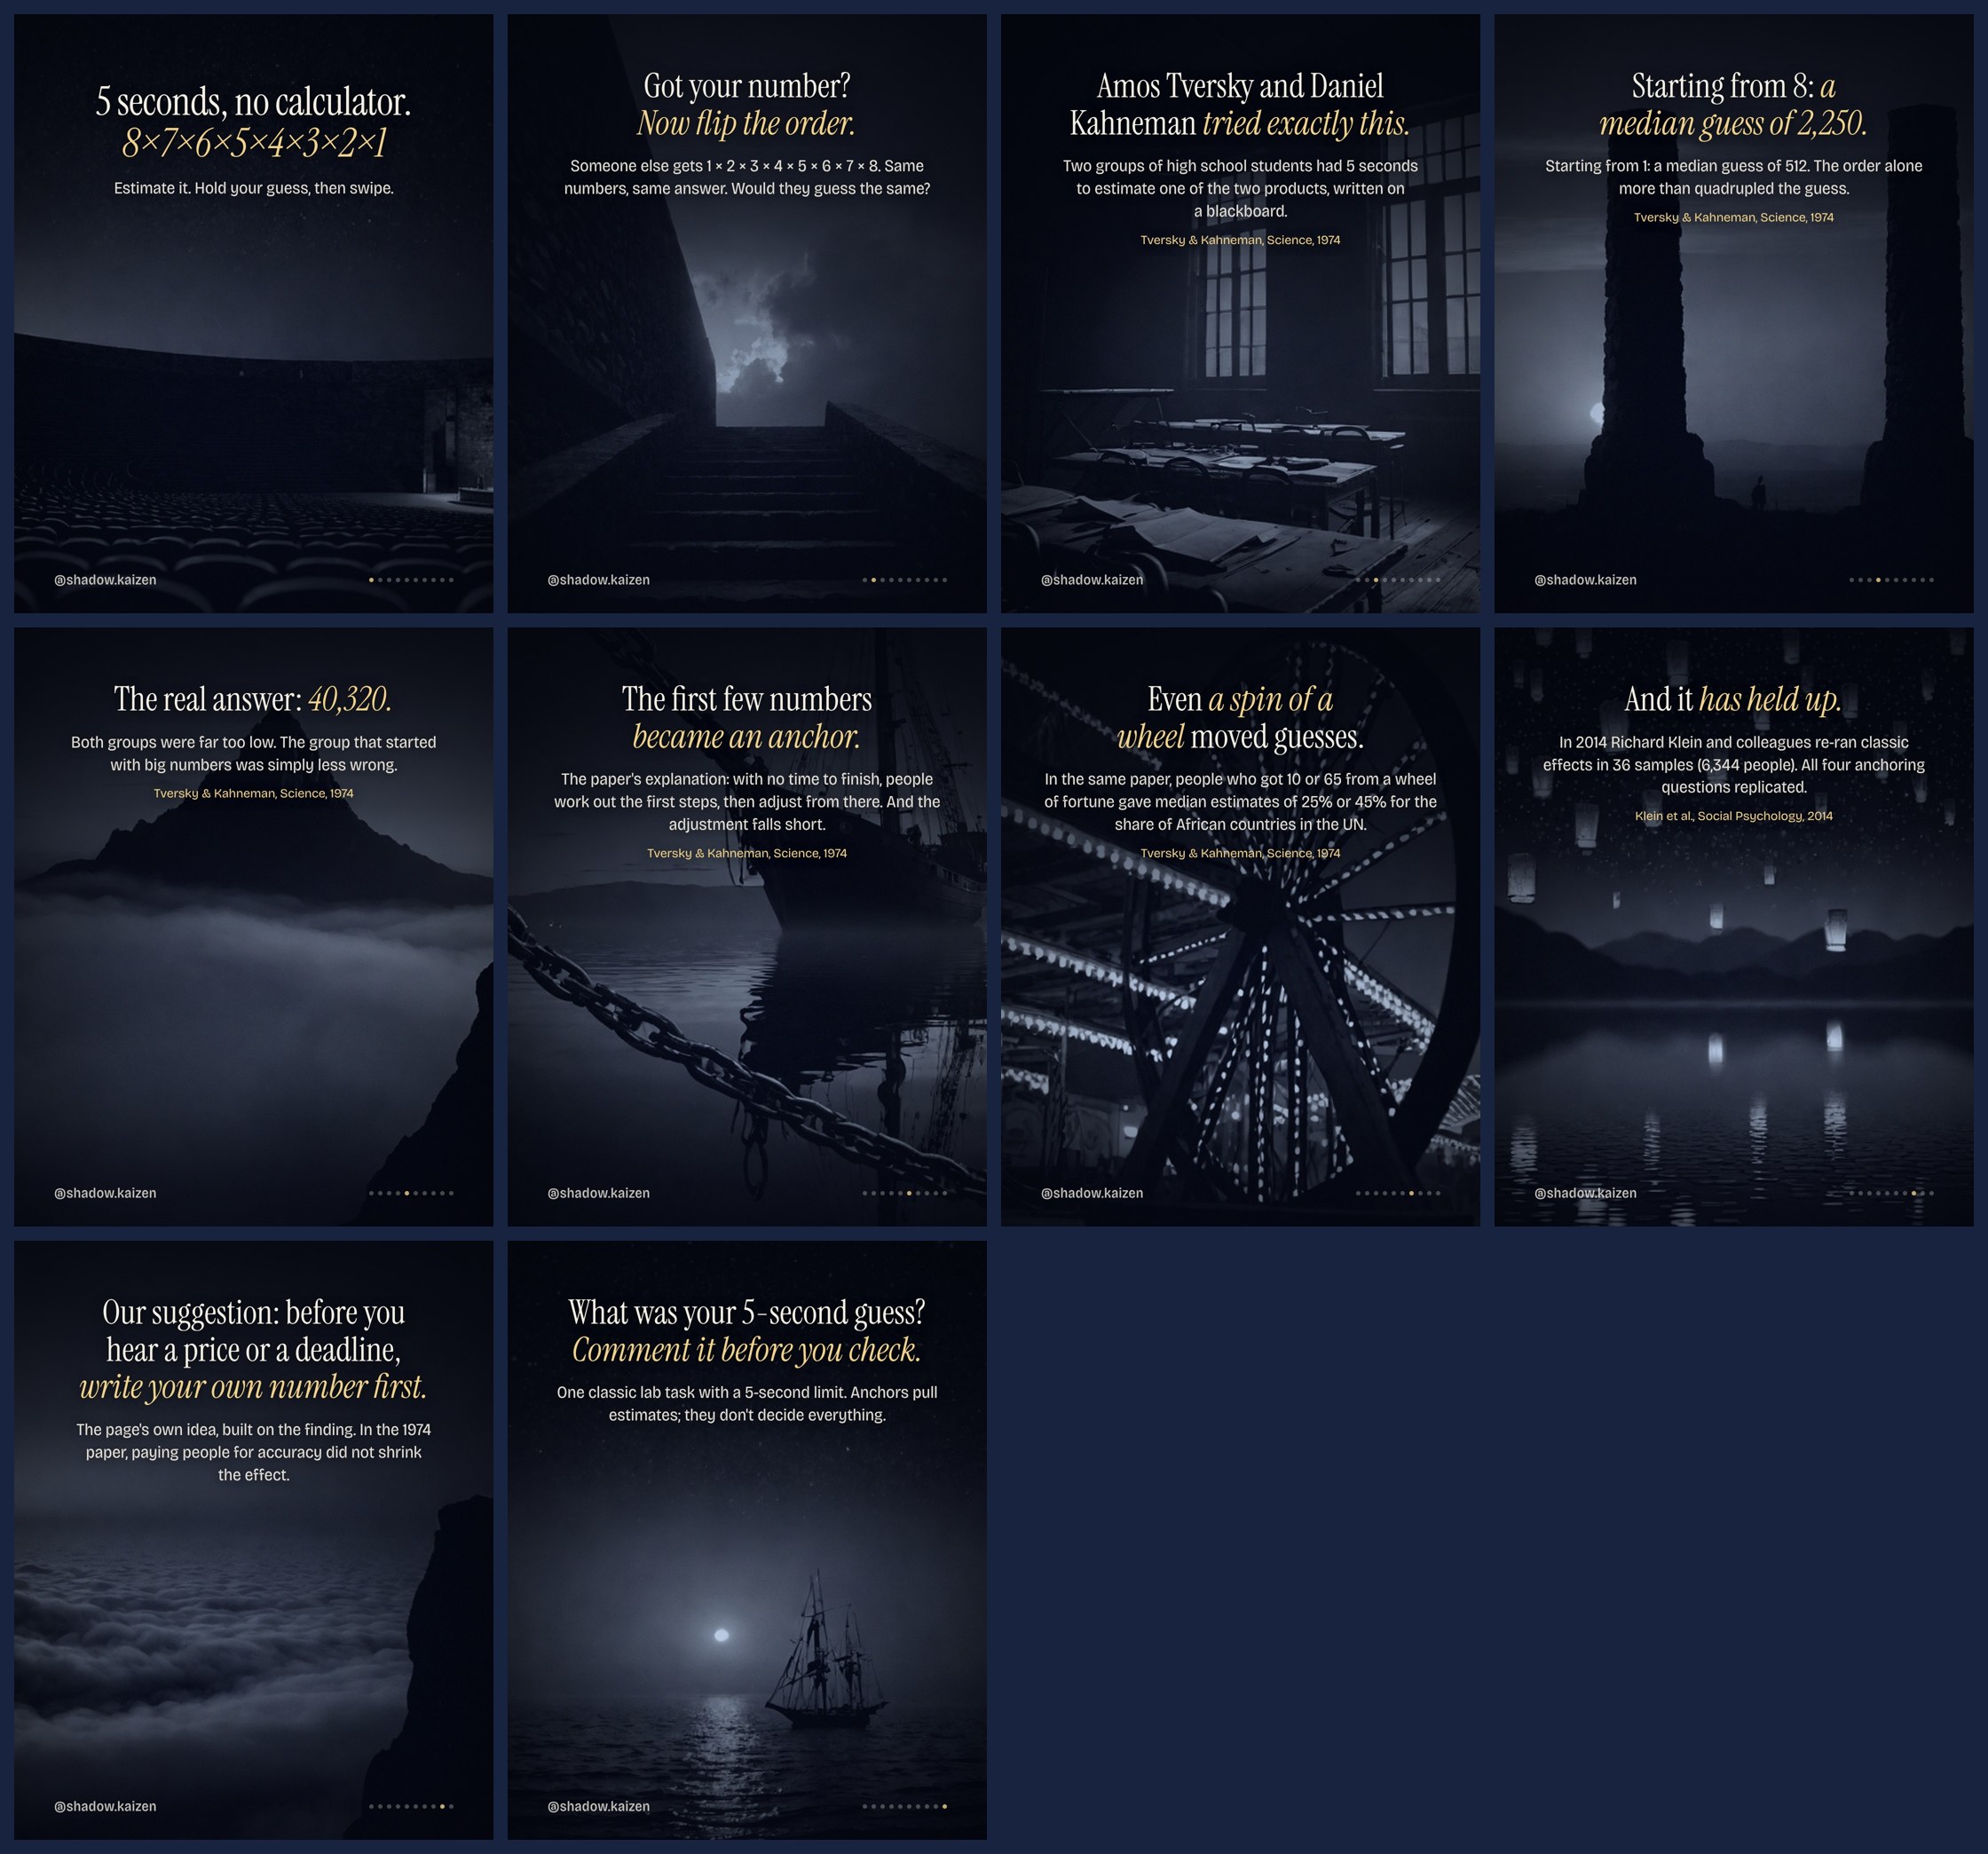 5 seconds, no calculator.
8×7×6×5×4×3×2×1
Estimate it. Hold your guess, then swipe.
@shadow.kaizen
Got your number?
Now flip the order.
Someone else gets 1 × 2 × 3 × 4 × 5 × 6 × 7 × 8. Same
numbers, same answer. Would they guess the same?
@shadow.kaizen
Amos Tversky and Daniel
Kahneman tried exactly this.
Two groups of high school students had 5 seconds
to estimate one of the two products, written on
a blackboard.
Tversky & Kahneman, Science, 1974
@shadow.kaizen
Starting from 8: a
median guess of 2,250.
Starting from 1: a median guess of 512. The order alone
more than quadrupled the guess.
Tversky & Kahneman, Science, 1974
@shadow.kaizen
The real answer: 40,320.
Both groups were far too low. The group that started
with big numbers was simply less wrong.
Tversky & Kahneman, Science, 1974
@shadow.kaizen
The first few numbers
became an anchor.
The paper's explanation: with no time to finish, people
work out the first steps, then adjust from there. And the
adjustment falls short.
Tversky & Kahneman, Science, 1974
@shadow.kaizen
Even a spin of a
wheel moved guesses.
In the same paper, people who got 10 or 65 from a wheel
of fortune gave median estimates of 25% or 45% for the
share of African countries in the UN.
Tversky & Kahneman, Science, 1974
@shadow.kaizen
And it has held up.
In 2014 Richard Klein and colleagues re-ran classic
effects in 36 samples (6,344 people). All four anchoring
questions replicated.
Klein et al., Social Psychology, 2014
@shadow.kaizen
Our suggestion: before you
hear a price or a deadline,
write your own number first.
The page's own idea, built on the finding. In the 1974
paper, paying people for accuracy did not shrink
the effect.
@shadow.kaizen
What was your 5-second guess?
Comment it before you check.
One classic lab task with a 5-second limit. Anchors pull
estimates; they don't decide everything.
@shadow.kaizen